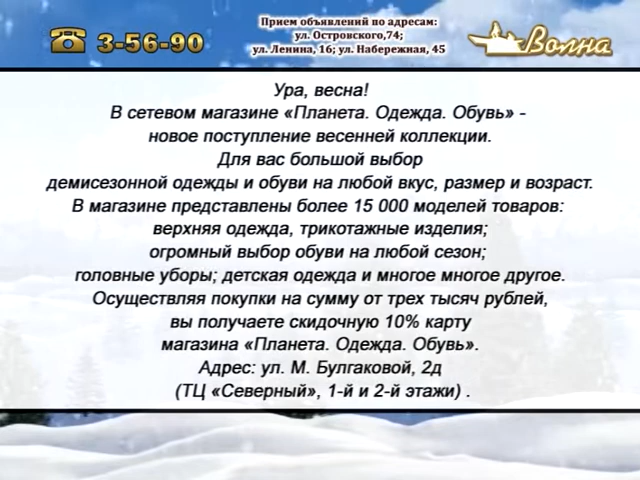 ☎ 3-56-90
Прием объявлений по адресам:
ул. Островского,74;
ул. Ленина, 16; ул. Набережная, 45
Волна
Ура, весна!
В сетевом магазине «Планета. Одежда. Обувь» -
новое поступление весенней коллекции.
Для вас большой выбор
демисезонной одежды и обуви на любой вкус, размер и возраст.
В магазине представлены более 15 000 моделей товаров:
верхняя одежда, трикотажные изделия;
огромный выбор обуви на любой сезон;
головные уборы; детская одежда и многое многое другое.
Осуществляя покупки на сумму от трех тысяч рублей,
вы получаете скидочную 10% карту
магазина «Планета. Одежда. Обувь».
Адрес: ул. М. Булгаковой, 2д
(ТЦ «Северный», 1-й и 2-й этажи) .